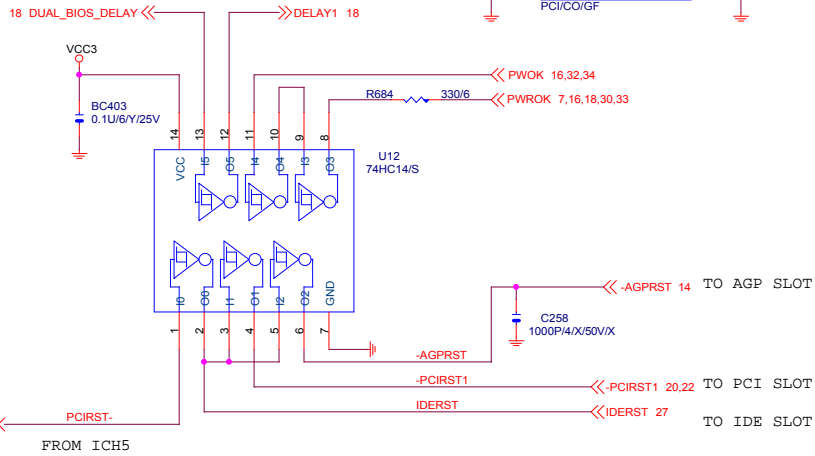 18 DUAL_BIOS_DELAY
DELAY1 18
PCI/CO/GF
VCC3
BC403
0.1U/6/Y/25V
PWOK 16,32,34
R684 330/6
PWROK 7,16,18,30,33
14 13 12 11 10 9 8
U12
74HC14/S
VCC I5 O5 I4 O4 I3 O3
I0 O0 I1 O1 I2 O2 GND
1 2 3 4 5 6 7
-AGPRST 14 TO AGP SLOT
C258
1000P/4/X/50V/X
-AGPRST
-PCIRST1
-PCIRST1 20,22 TO PCI SLOT
IDERST
IDERST 27
TO IDE SLOT
PCIRST-
FROM ICH5